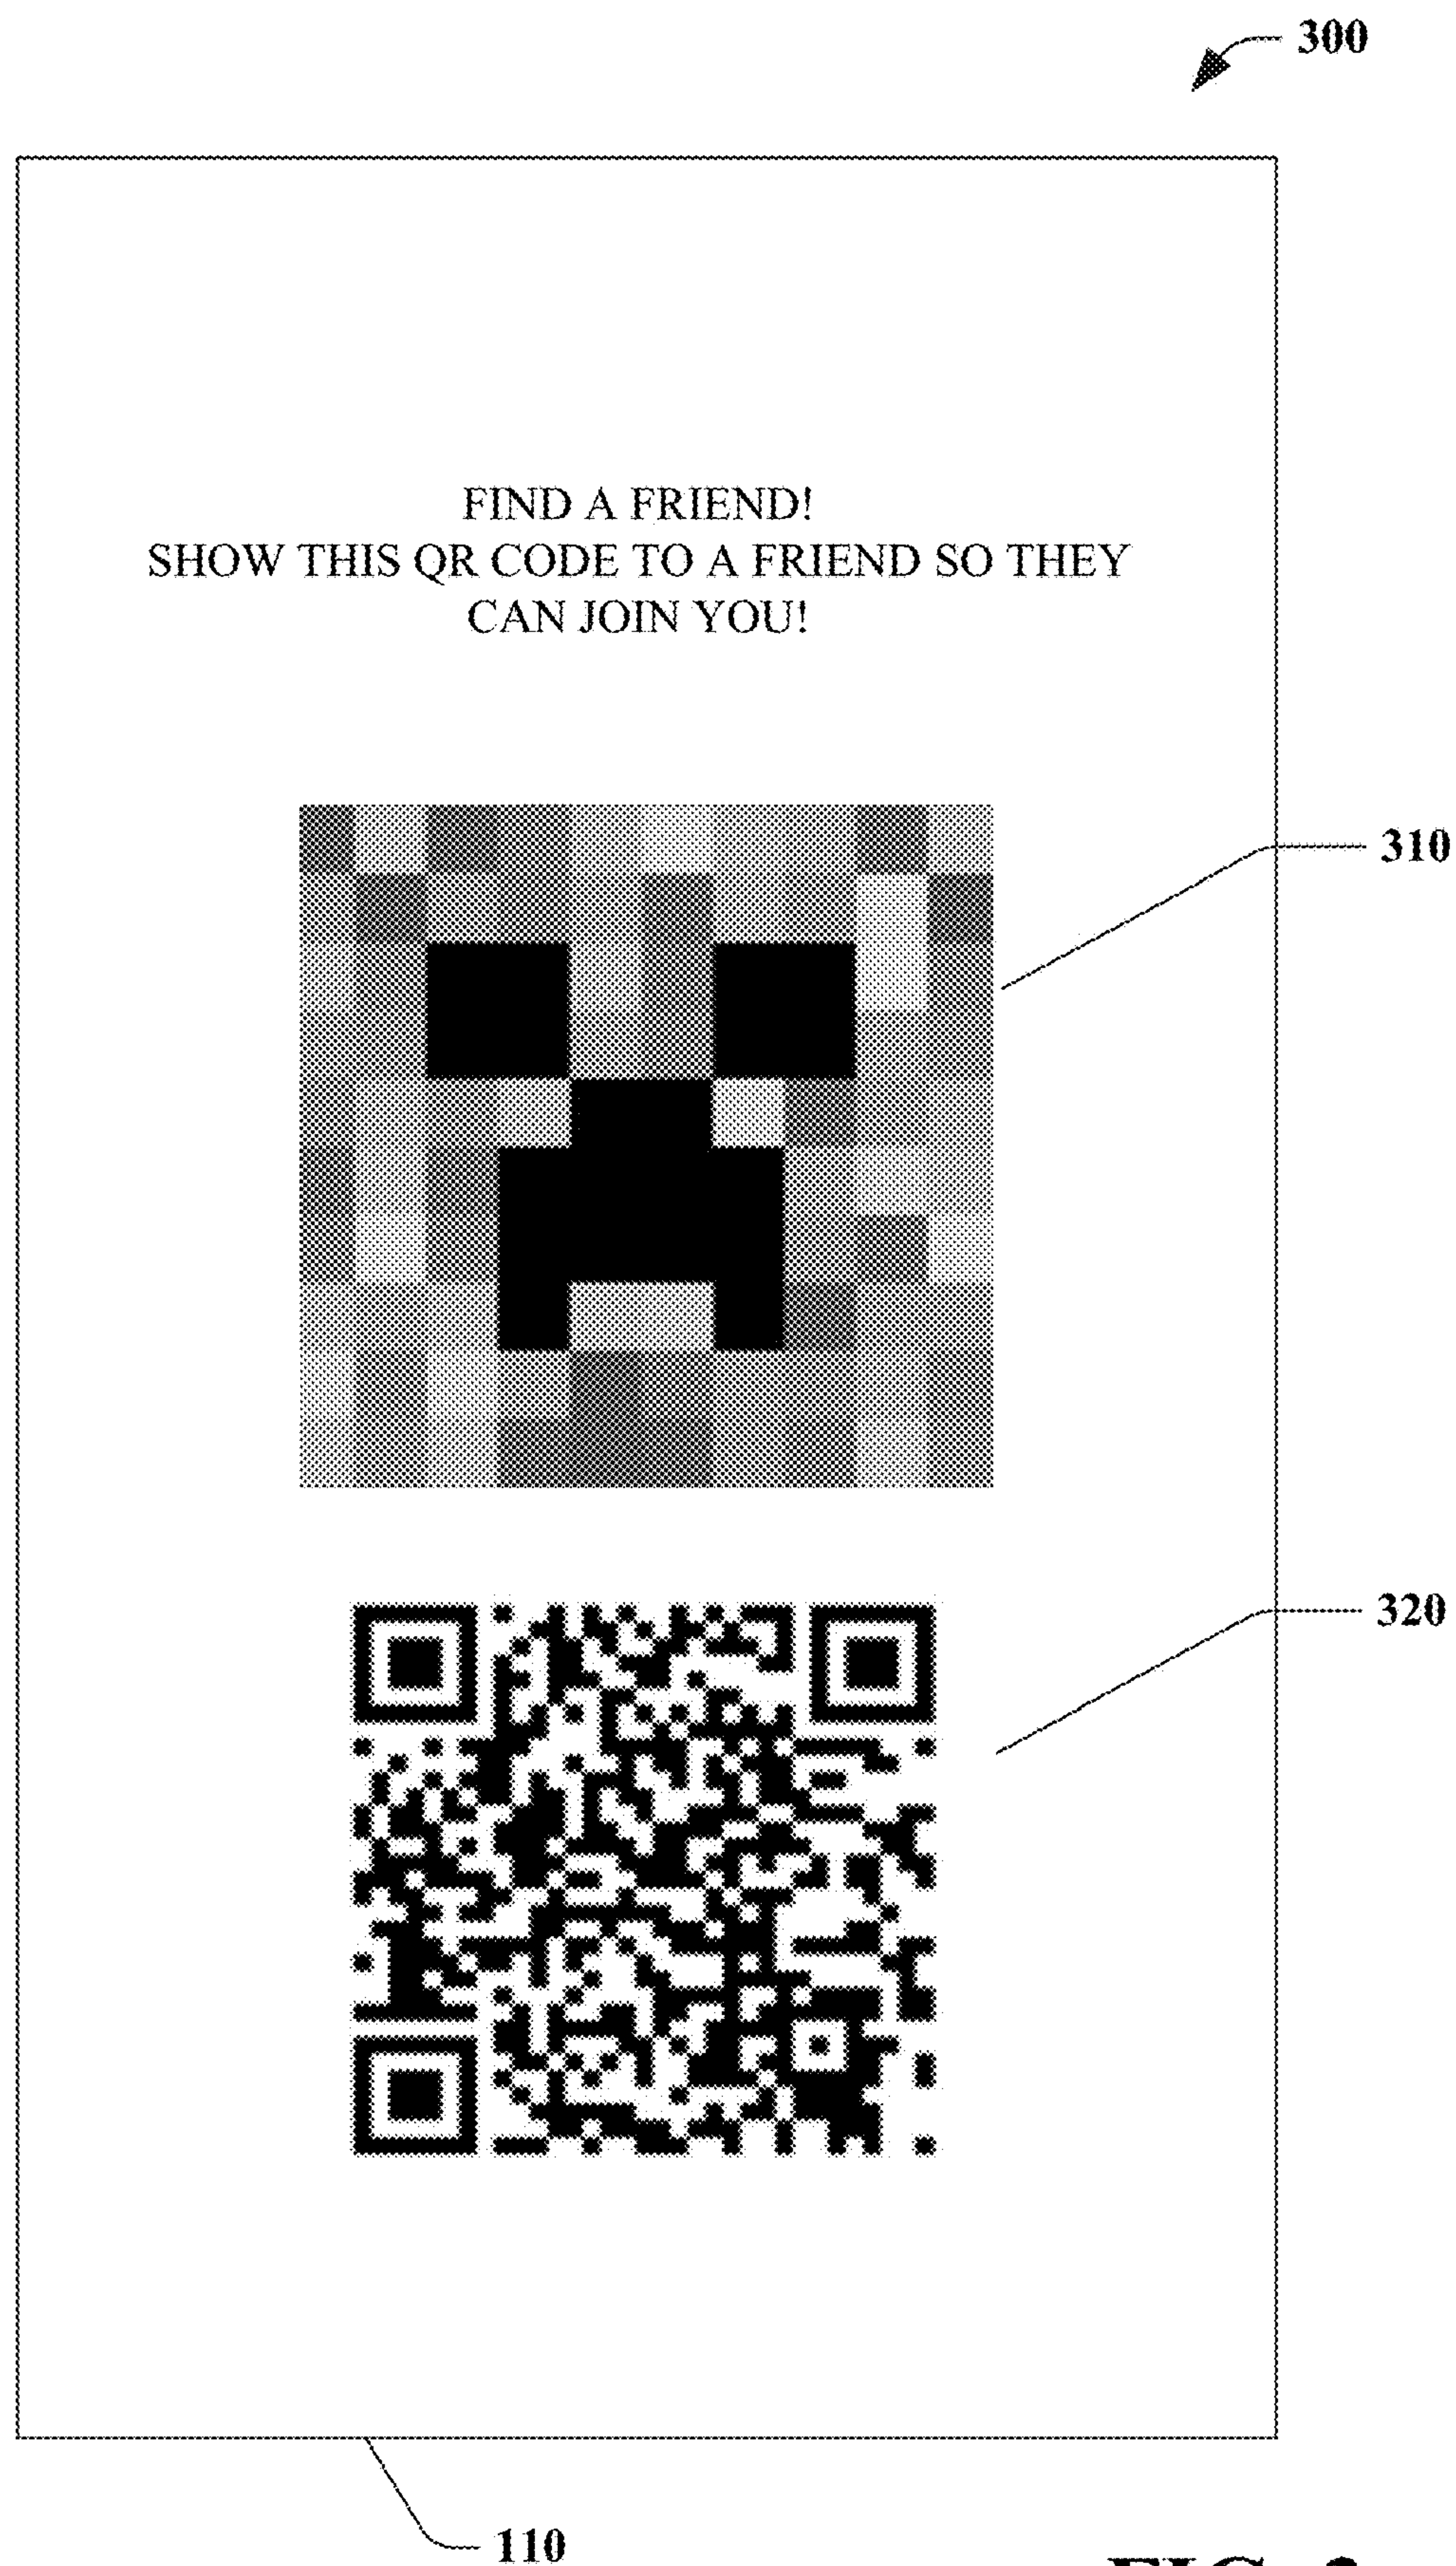 300
FIND A FRIEND!
SHOW THIS QR CODE TO A FRIEND SO THEY
CAN JOIN YOU!
310
320
110